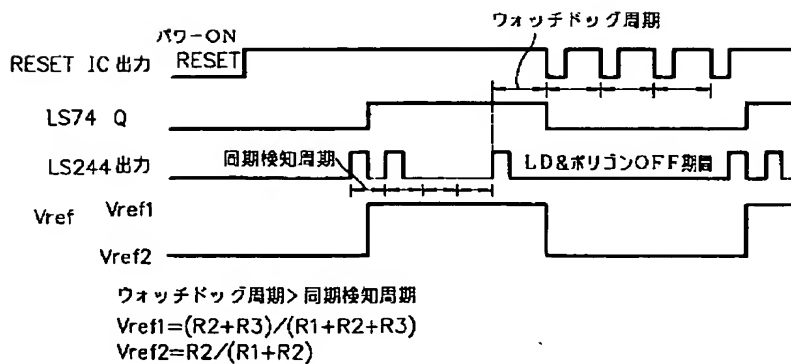 ウォッチドッグ周期
パワーON
RESET
RESET IC出力
LS74 Q
同期検知周期
LD&ポリゴンOFF期間
LS244出力
Vref Vref1
Vref2
ウォッチドッグ周期>同期検知周期
Vref1=(R2+R3)/(R1+R2+R3)
Vref2=R2/(R1+R2)